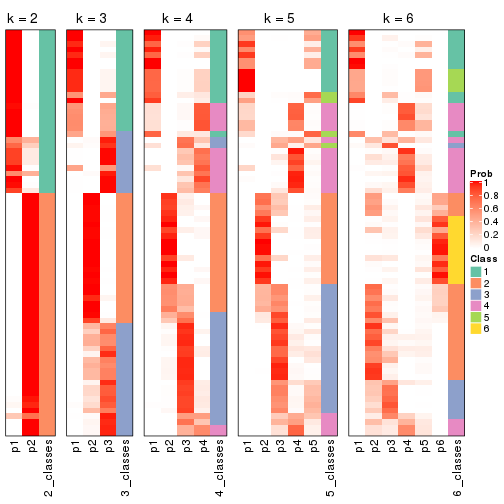 k = 2
k = 3
k = 4
k = 5
k = 6
p1
p2
2_classes
p1
p2
p3
3_classes
p1
p2
p3
p4
4_classes
p1
p2
p3
p4
p5
5_classes
p1
p2
p3
p4
p5
p6
6_classes
Prob
1
0.8
0.6
0.4
0.2
0
Class
1
2
3
4
5
6